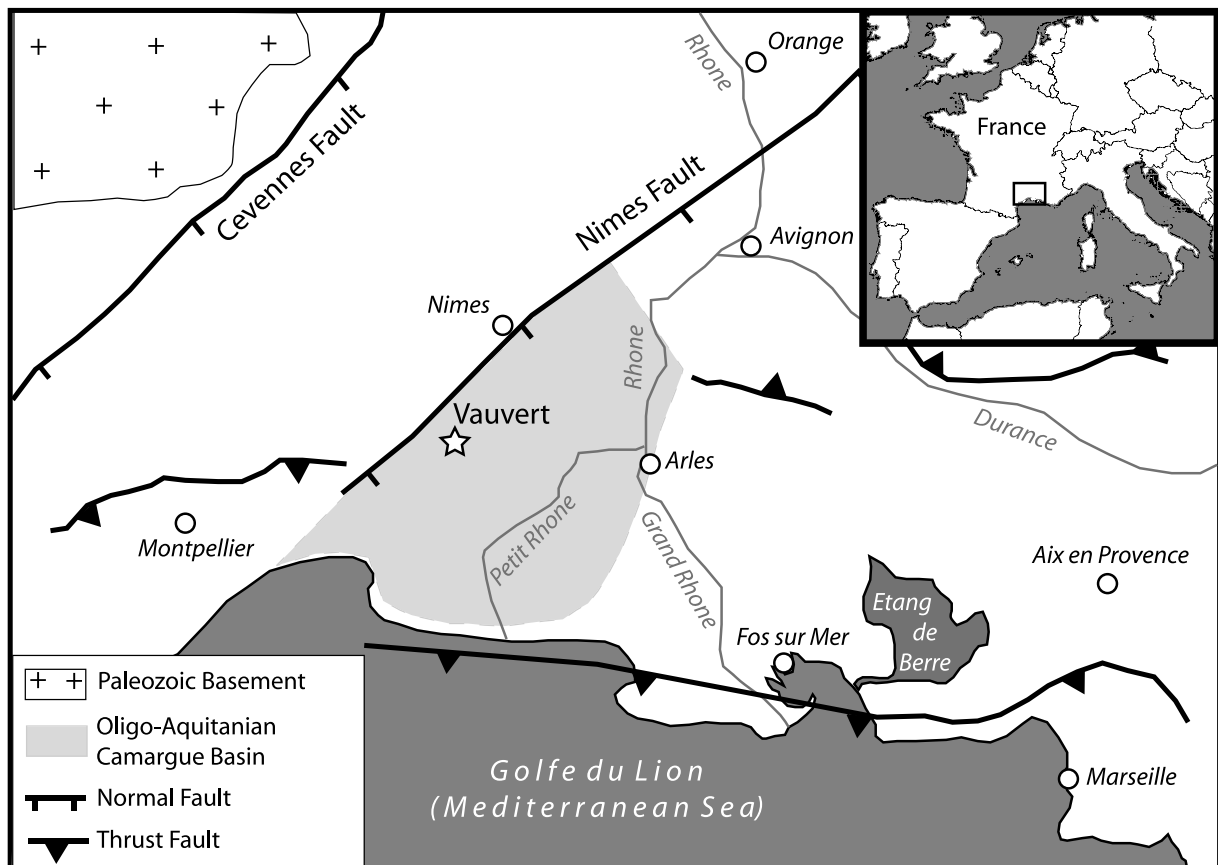 Rhone
Orange
Cevennes Fault
Nimes Fault
France
Avignon
Nimes
Rhone
Vauvert
Durance
Arles
Montpellier
Petit Rhone
Grand Rhone
Aix en Provence
Etang
de
Berre
Fos sur Mer
Paleozoic Basement
Oligo-Aquitanian
Camargue Basin
Normal Fault
Thrust Fault
Golfe du Lion
(Mediterranean Sea)
Marseille